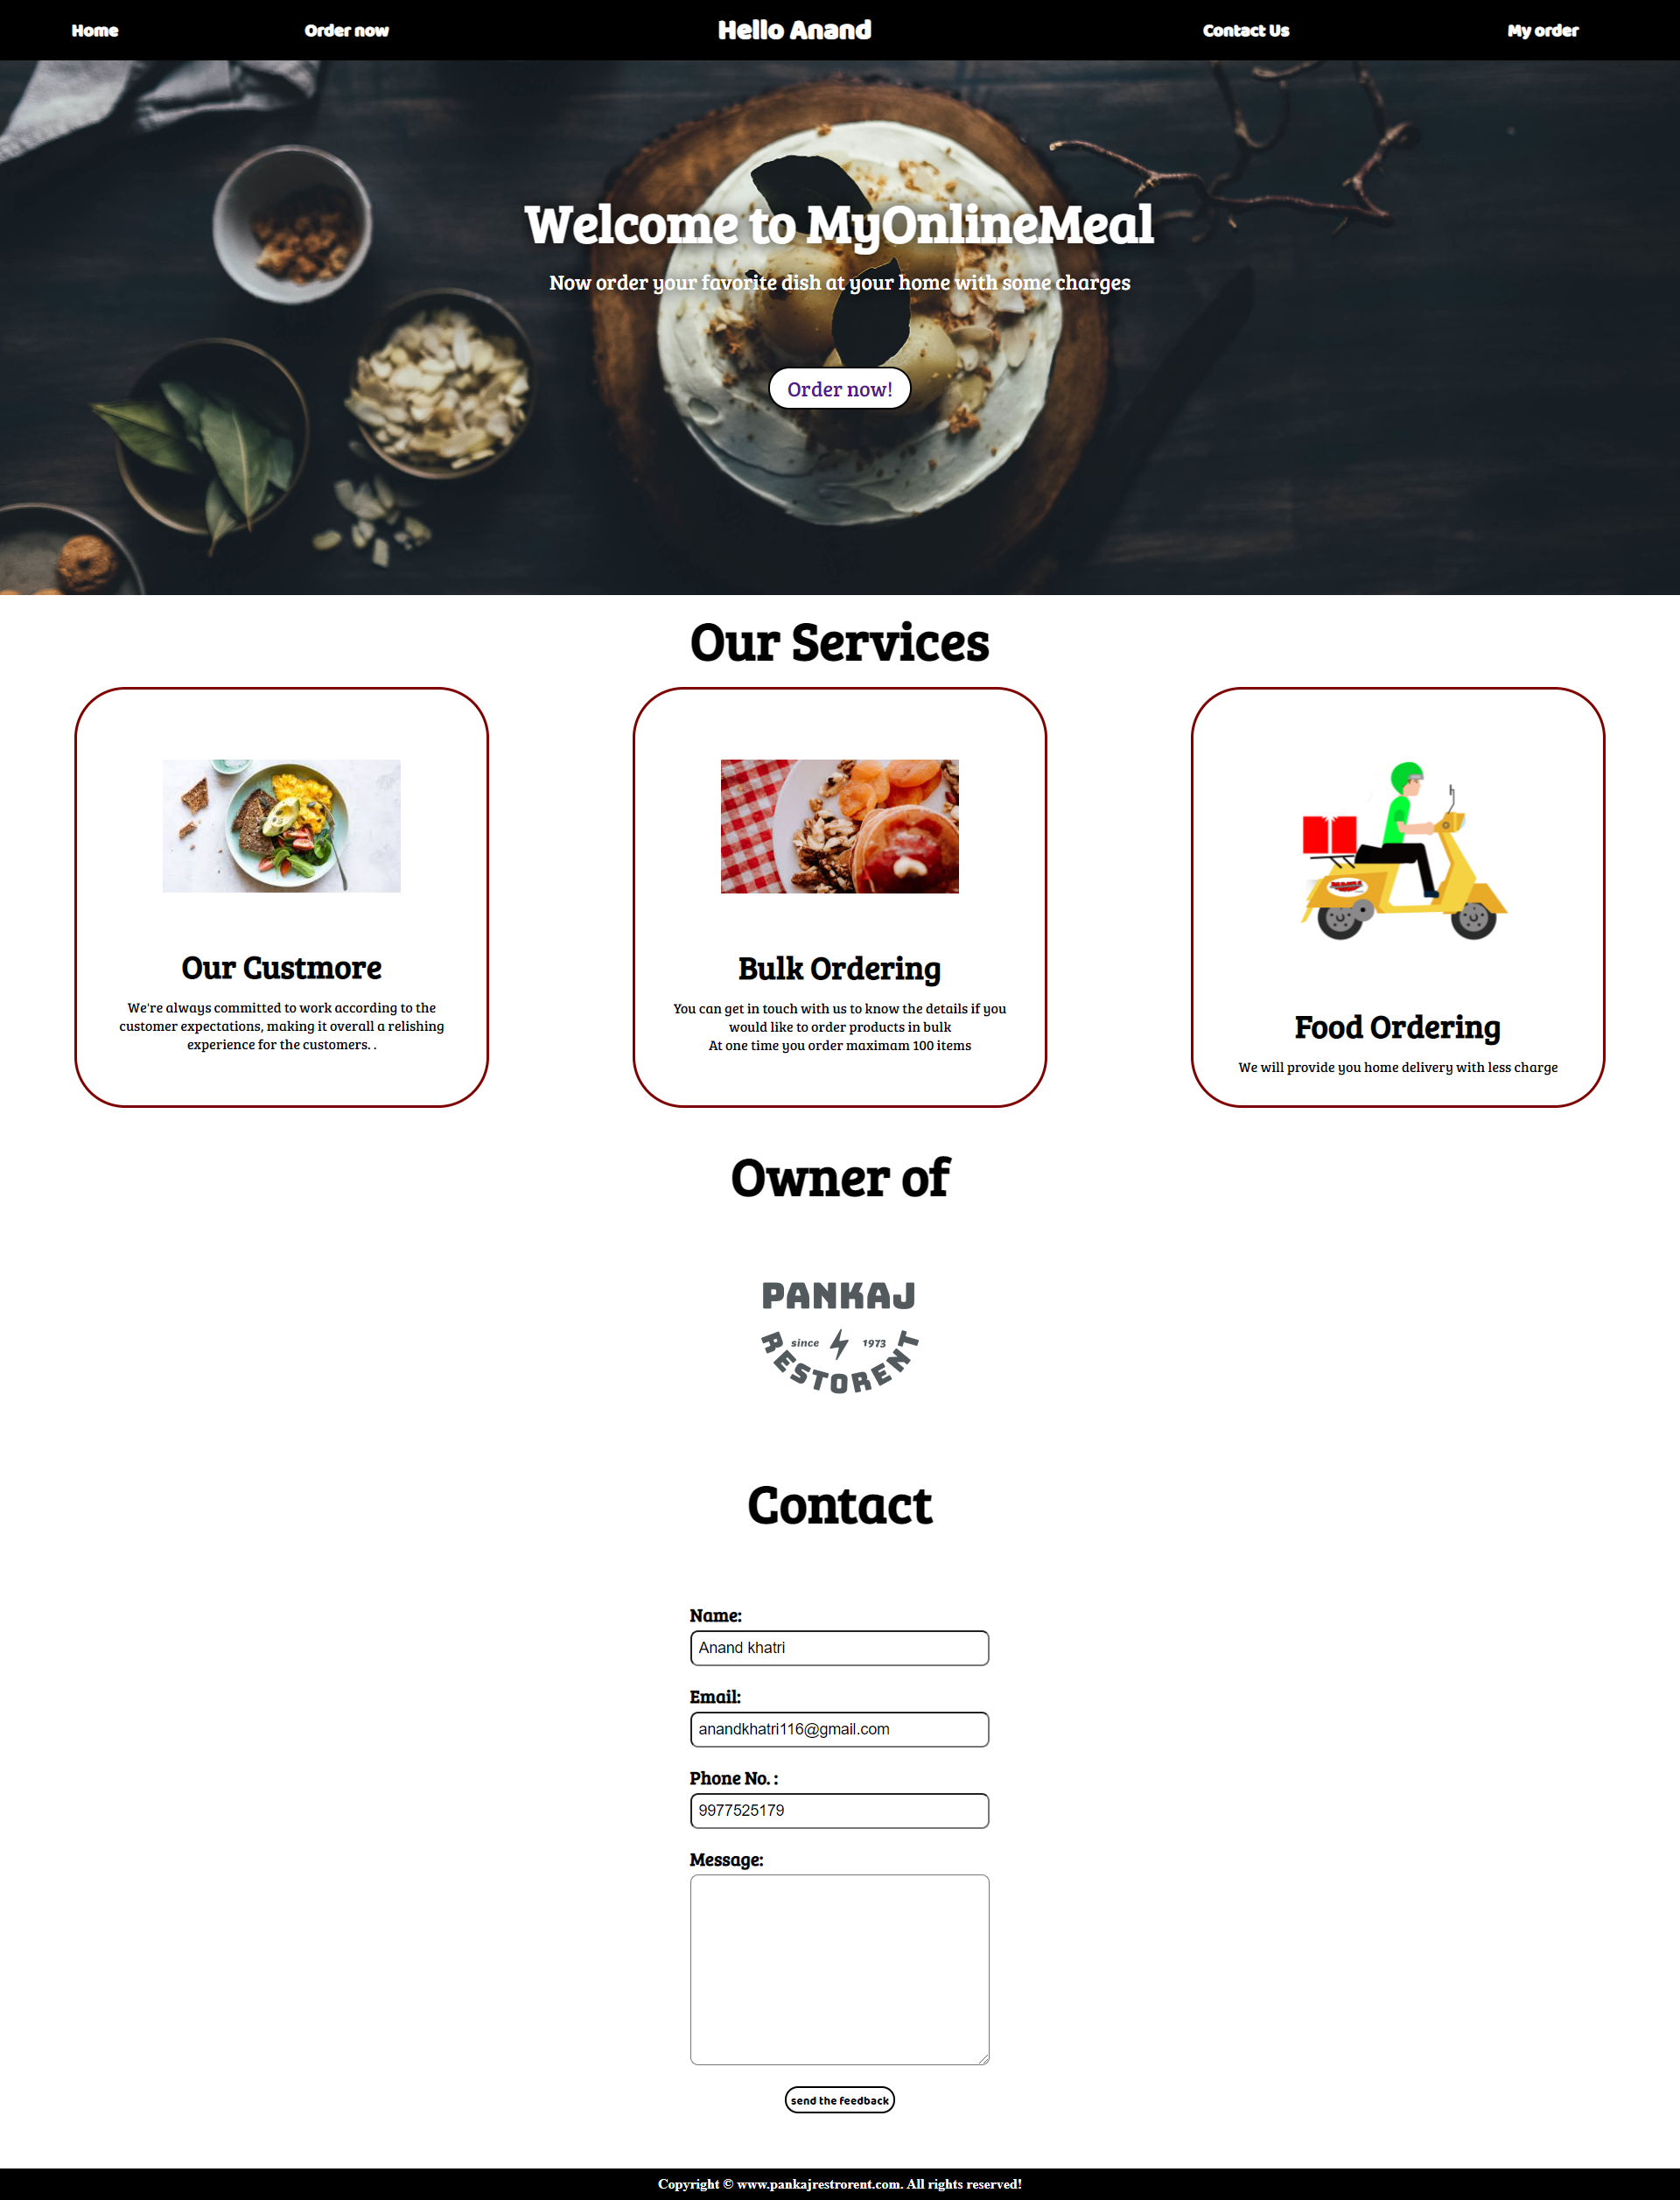 Home
Order now
Hello Anand
Contact Us
My order
Welcome to MyOnlineMeal
Now order your favorite dish at your home with some charges
Order now!
Our Services
Our Custmore
We're always committed to work according to the
customer expectations, making it overall a relishing
experience for the customers. .
Bulk Ordering
You can get in touch with us to know the details if you
would like to order products in bulk
At one time you order maximam 100 items
Food Ordering
We will provide you home delivery with less charge
Owner of
PANKAJ
since 1973
RESTORENT
Contact
Name:
Anand khatri
Email:
anandkhatri116@gmail.com
Phone No. :
9977525179
Message:
send the feedback
Copyright © www.pankajrestrorent.com. All rights reserved!